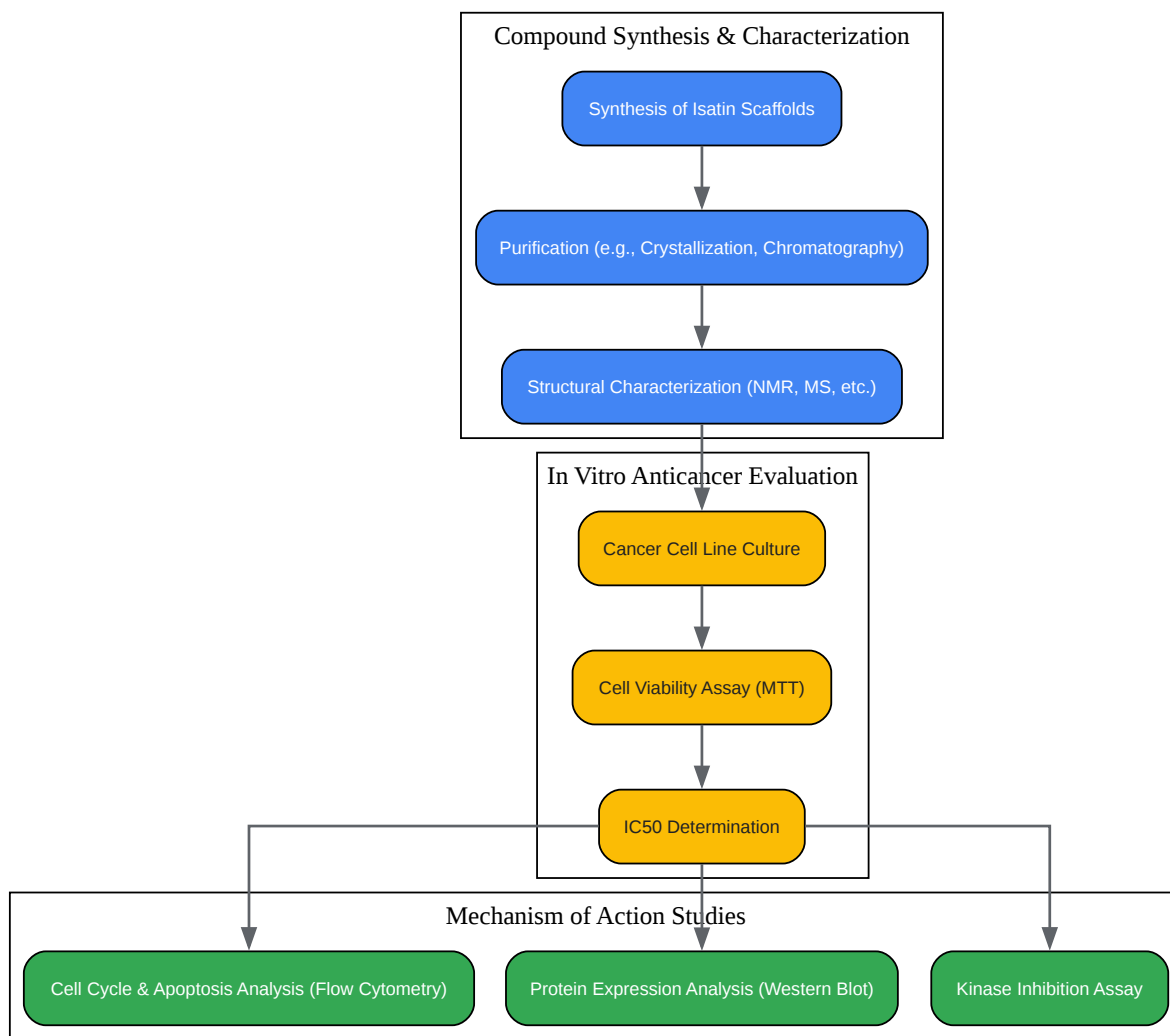 Compound Synthesis & Characterization
Synthesis of Isatin Scaffolds
Purification (e.g., Crystallization, Chromatography)
Structural Characterization (NMR, MS, etc.)
In Vitro Anticancer Evaluation
Cancer Cell Line Culture
Cell Viability Assay (MTT)
IC50 Determination
Mechanism of Action Studies
Cell Cycle & Apoptosis Analysis (Flow Cytometry)
Protein Expression Analysis (Western Blot)
Kinase Inhibition Assay